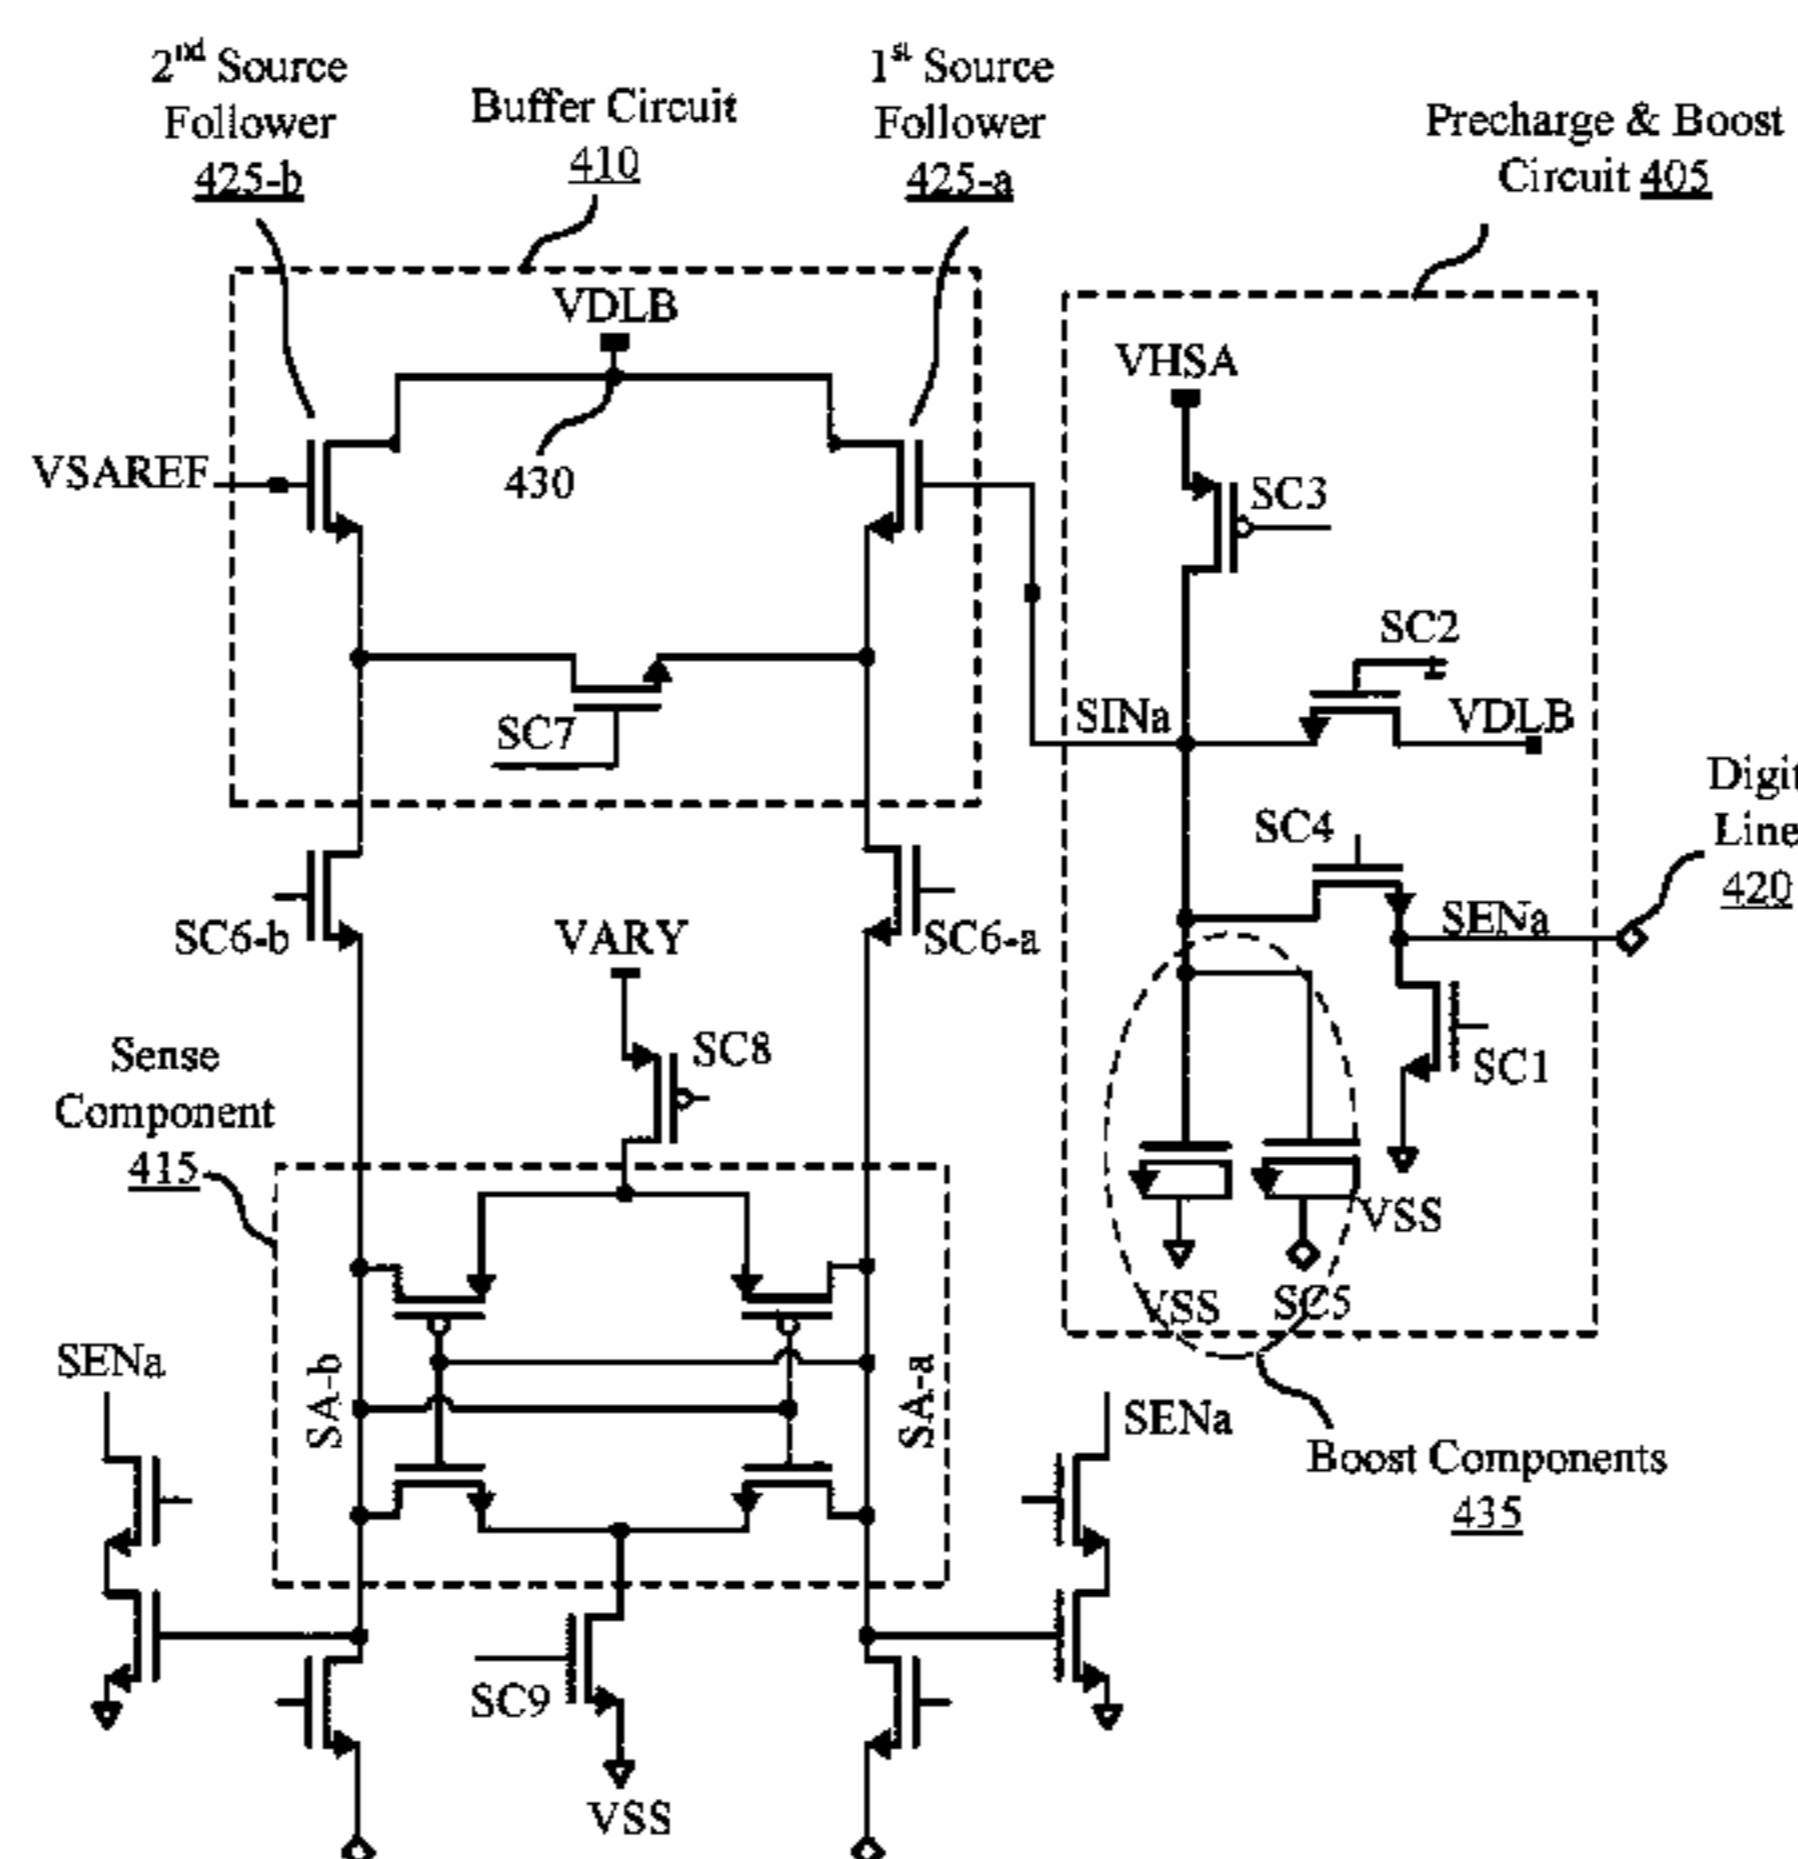 2nd Source
Follower
425-b
Buffer Circuit
410
1st Source
Follower
425-a
Precharge & Boost
Circuit 405
VDLB
VHSA
VSAREF
430
SC3
SC2
SC7
SINa
VDLB
Digit
Line
420
SC4
SENa
SC6-b
VARY
SC6-a
SC8
SC1
Sense
Component
415
VSS
VSS
SC5
SENa
SA-b
SA-a
SENa
Boost Components
435
SC9
VSS